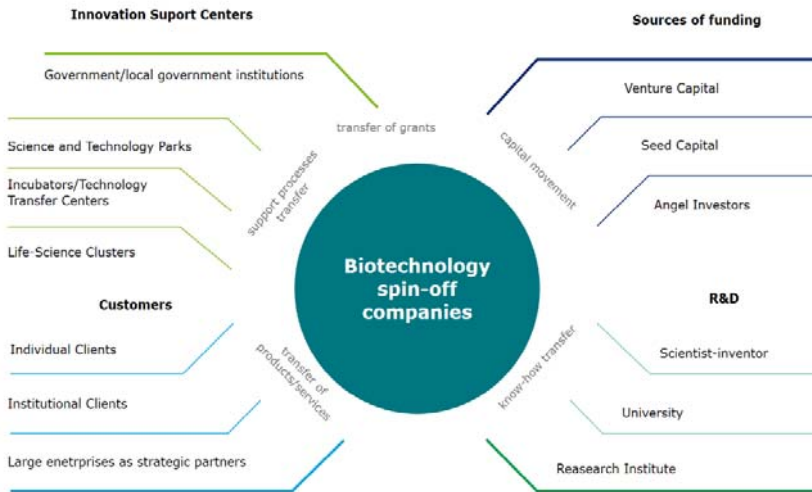 Innovation Suport Centers
Government/local government institutions
Science and Technology Parks
Incubators/Technology
Transfer Centers
Life-Science Clusters
transfer of grants
support processes
transfer
Sources of funding
Venture Capital
Seed Capital
Angel Investors
capital movement
Biotechnology
spin-off
companies
Customers
Individual Clients
Institutional Clients
Large enetrprises as strategic partners
transfer of
products/services
R&D
Scientist-inventor
University
Reasearch Institute
know-how transfer